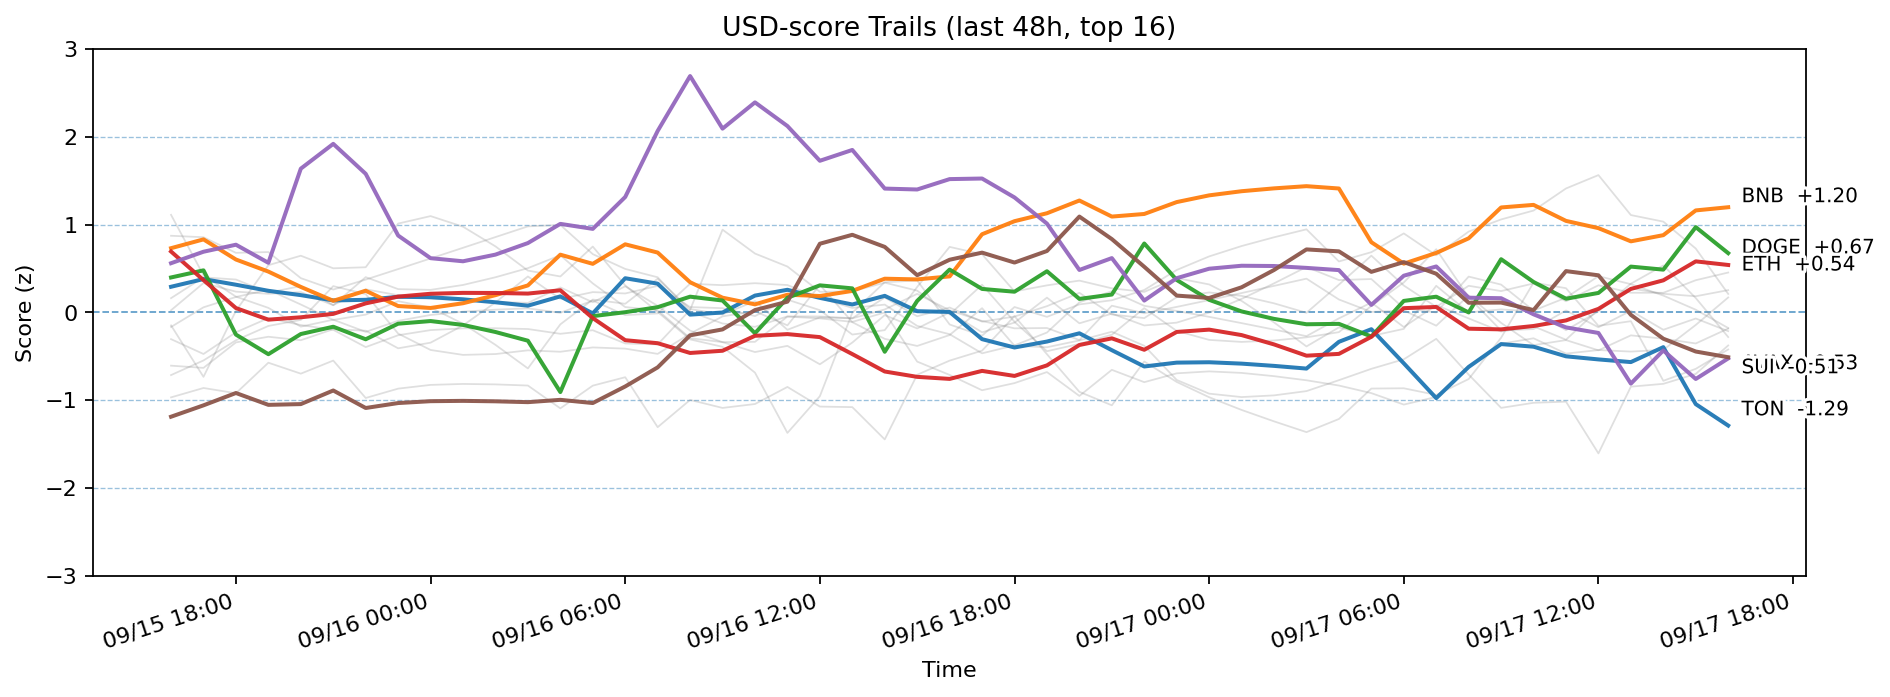 USD-score Trails (last 48h, top 16)
Score (z)
3
2
1
0
−1
−2
−3
BNB +1.20
DOGE +0.67
ETH +0.54
SUI -0.51
TON -1.29
09/15 18:00
09/16 00:00
09/16 06:00
09/16 12:00
09/16 18:00
09/17 00:00
09/17 06:00
09/17 12:00
09/17 18:00
Time